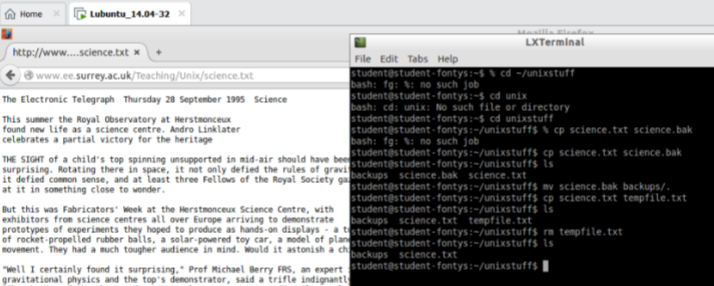 Home
Lubuntu_14.04-32
Mozilla Firefox
http://www....science.txt
www.ee.surrey.ac.uk/Teaching/Unix/science.txt
The Electronic Telegraph Thursday 28 September 1995 Science
This summer the Royal Observatory at Herstmonceux
found new life as a science centre. Andro Linklater
celebrates a partial victory for the heritage
THE SIGHT of a child's top spinning unsupported in mid-air should have been
surprising. Rotating there in space, it not only defied the rules of gravi
it defied common sense, and at least three Fellows of the Royal Society gaz
at it in something close to wonder.
But this was Fabricators' Week at the Herstmonceux Science Centre, with
exhibitors from science centres all over Europe arriving to demonstrate
prototypes of experiments they hoped to produce as hands-on displays - a t
of rocket-propelled rubber balls, a solar-powered toy car, a model of plane
movement. They had a much tougher audience in mind. Would it astonish a chi
"Well I certainly found it surprising," Prof Michael Berry FRS, an expert i
gravitational physics and the top's demonstrator, said a trifle indignantly
LXTerminal
File Edit Tabs Help
student@student-fontys:~$ % cd ~/unixstuff
bash: fg: %: no such job
student@student-fontys:~$ cd unix
bash: cd: unix: No such file or directory
student@student-fontys:~$ cd unixstuff
student@student-fontys:~/unixstuff$ % cp science.txt science.bak
bash: fg: %: no such job
student@student-fontys:~/unixstuff$ cp science.txt science.bak
student@student-fontys:~/unixstuff$ ls
backups science.bak science.txt
student@student-fontys:~/unixstuff$ mv science.bak backups/.
student@student-fontys:~/unixstuff$ cp science.txt tempfile.txt
student@student-fontys:~/unixstuff$ ls
backups science.txt tempfile.txt
student@student-fontys:~/unixstuff$ rm tempfile.txt
student@student-fontys:~/unixstuff$ ls
backups science.txt
student@student-fontys:~/unixstuff$